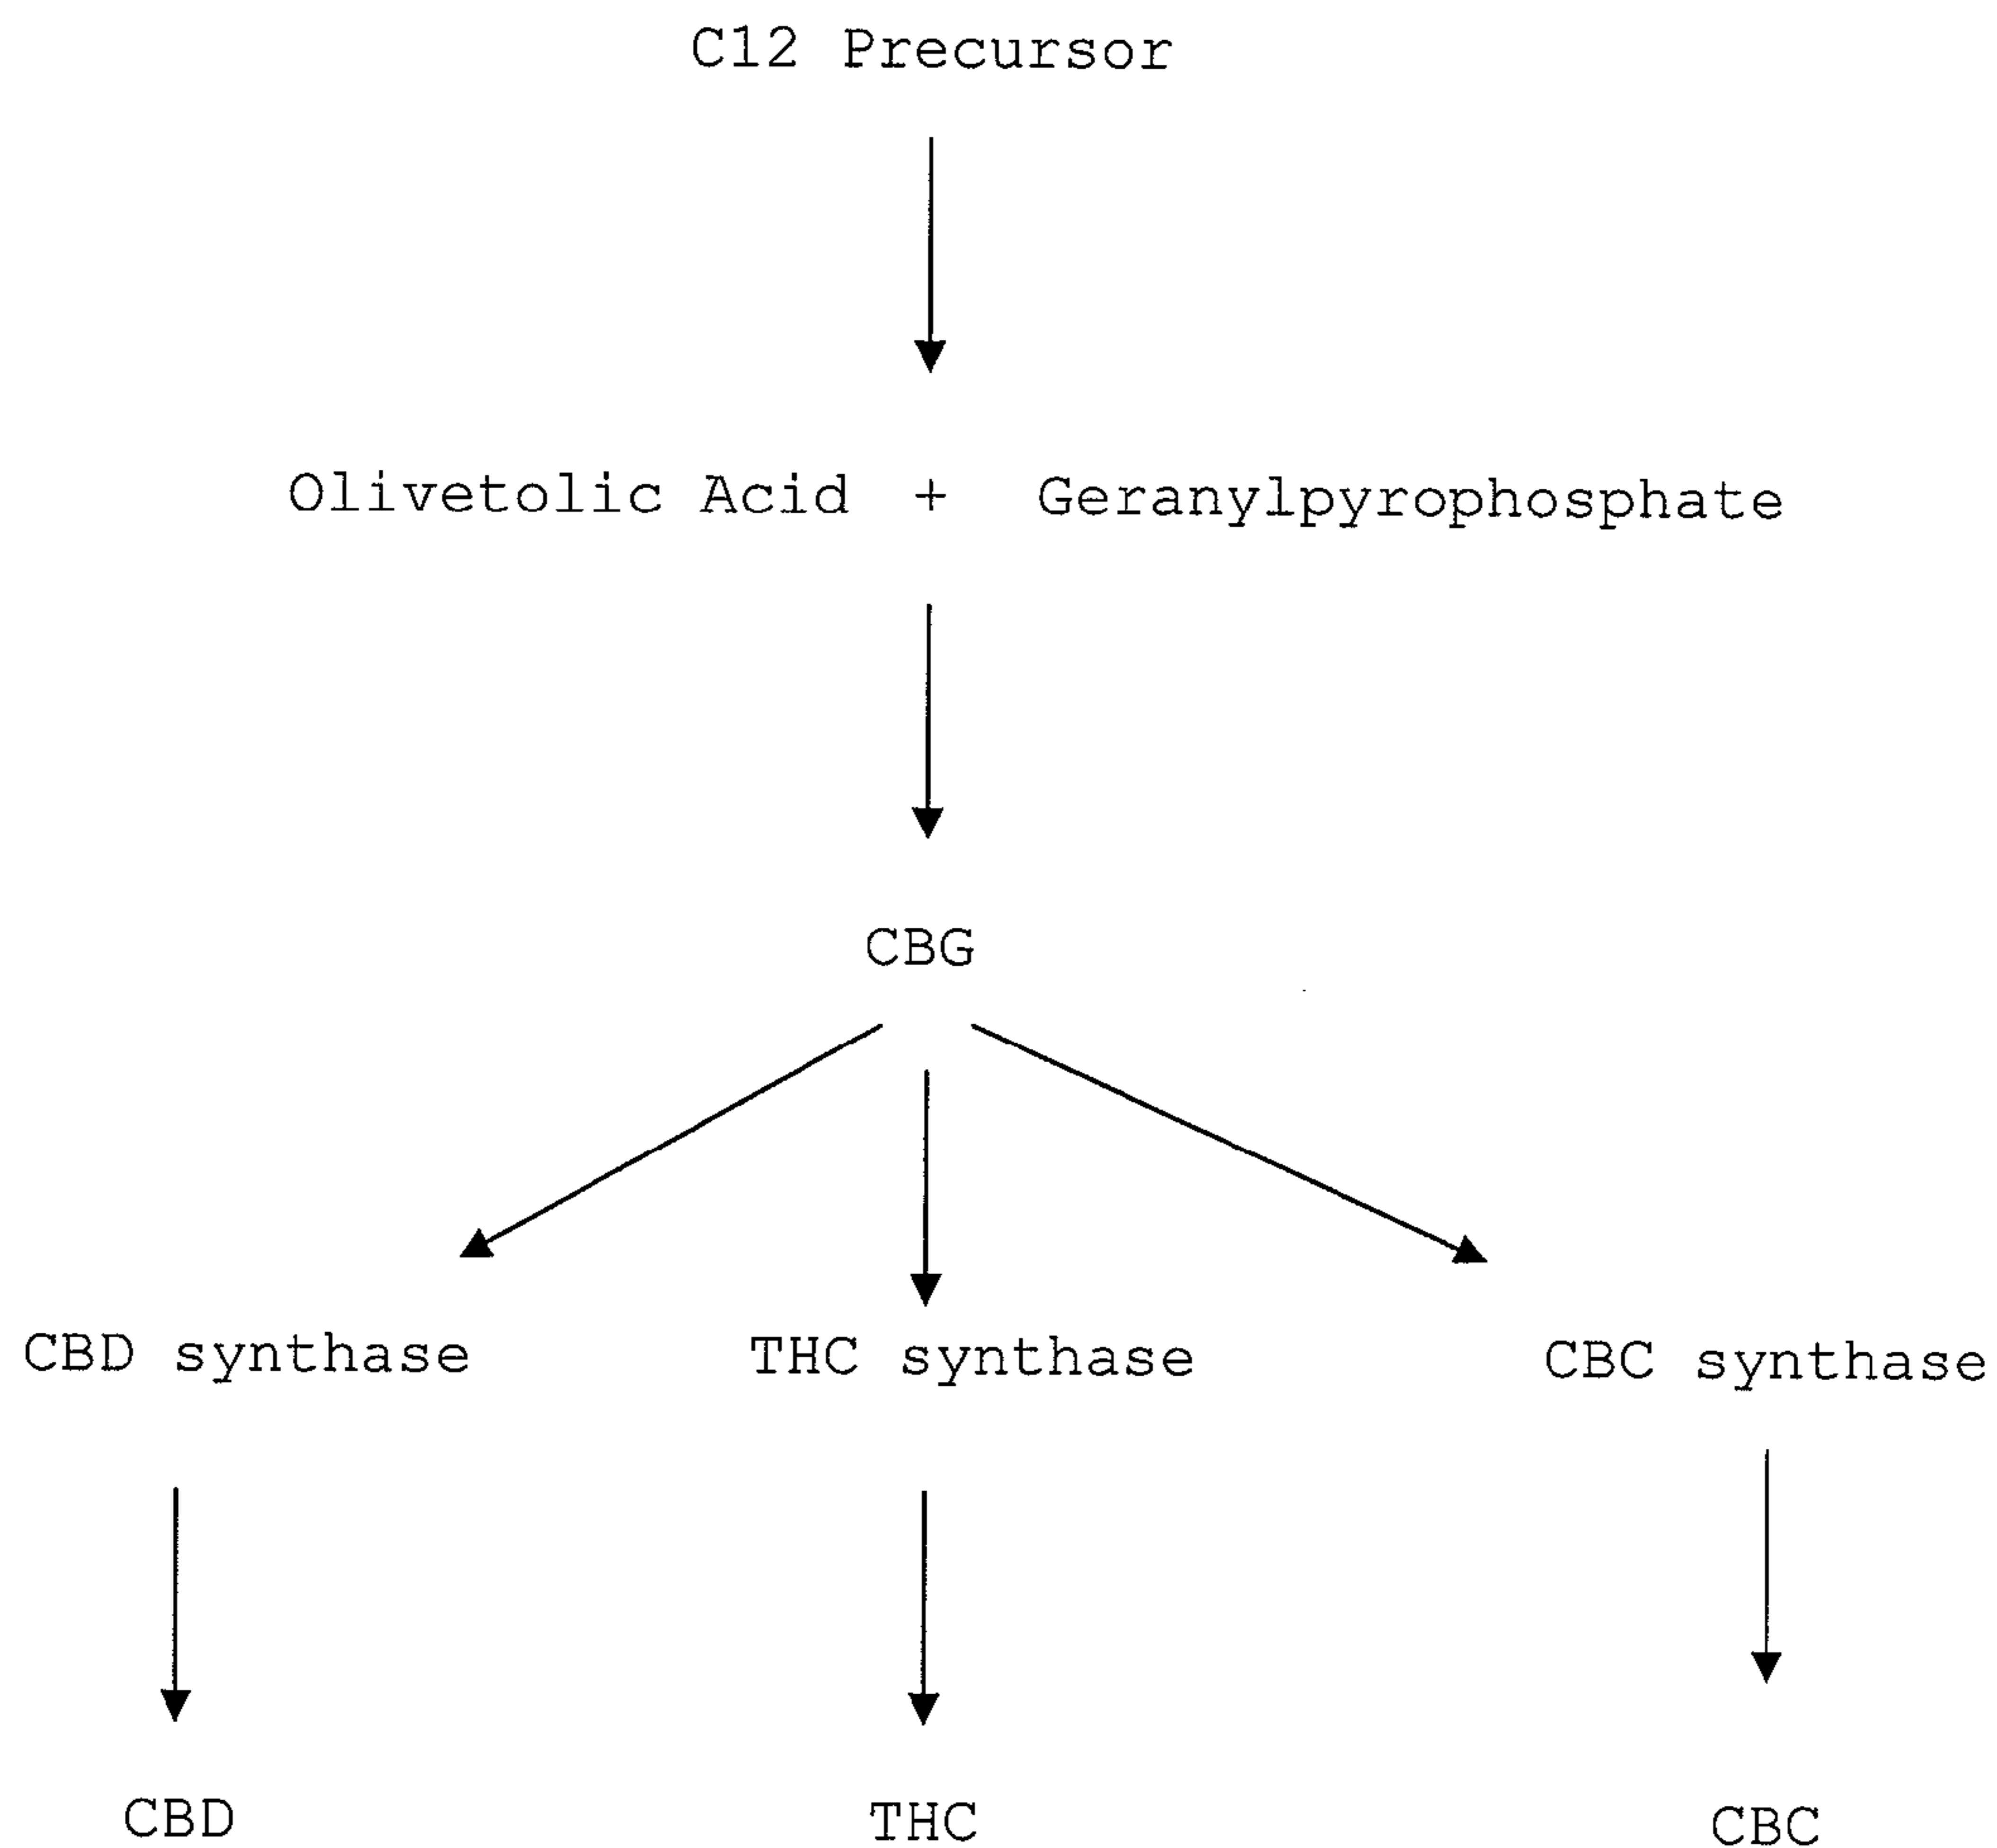 C12 Precursor
Olivetolic Acid + Geranylpyrophosphate
CBG
CBD synthase THC synthase CBC synthase
CBD THC CBC